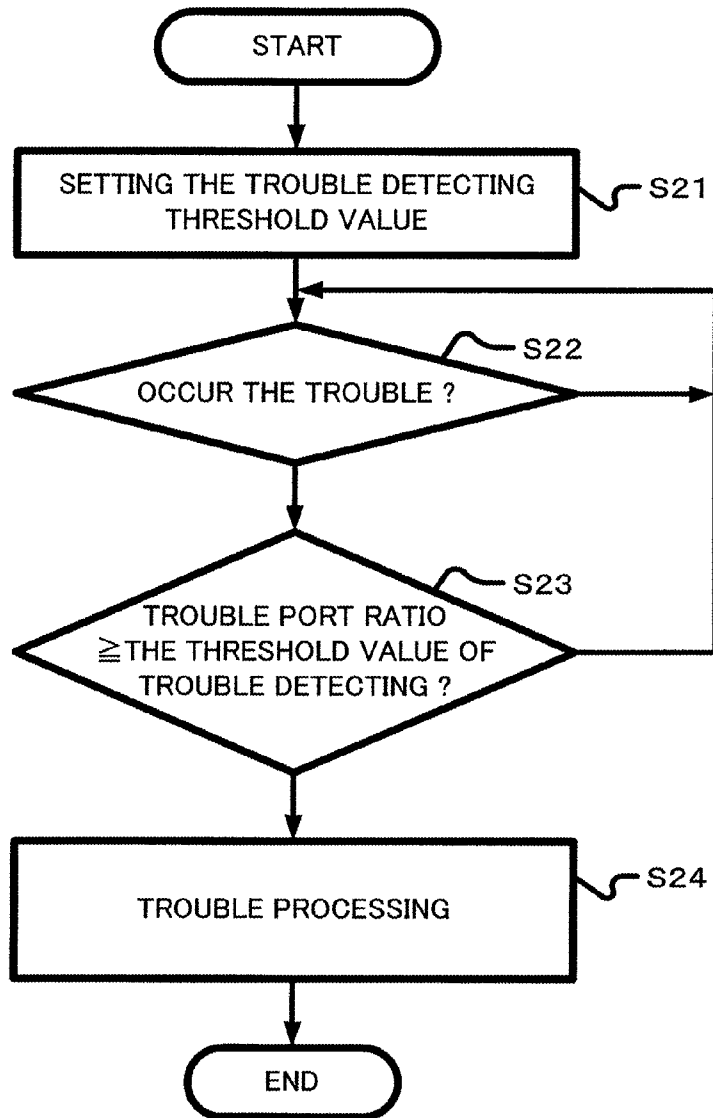 START
SETTING THE TROUBLE DETECTING
THRESHOLD VALUE
S21
S22
OCCUR THE TROUBLE ?
S23
TROUBLE PORT RATIO
≧THE THRESHOLD VALUE OF
TROUBLE DETECTING ?
S24
TROUBLE PROCESSING
END